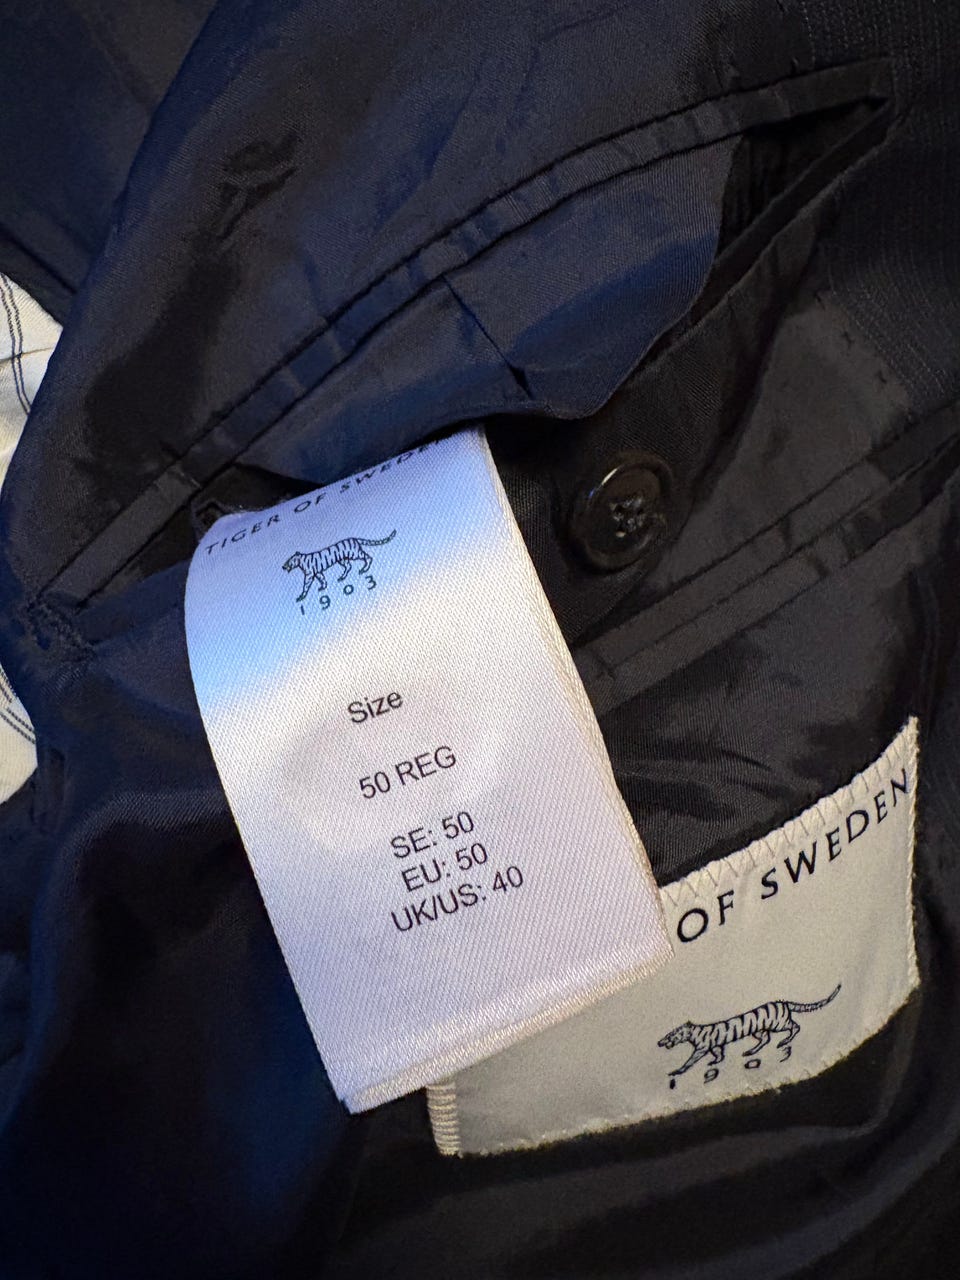 TIGER OF SWEDEN
1903
Size
50 REG
SE: 50
EU: 50
UK/US: 40
OF SWEDEN
1903